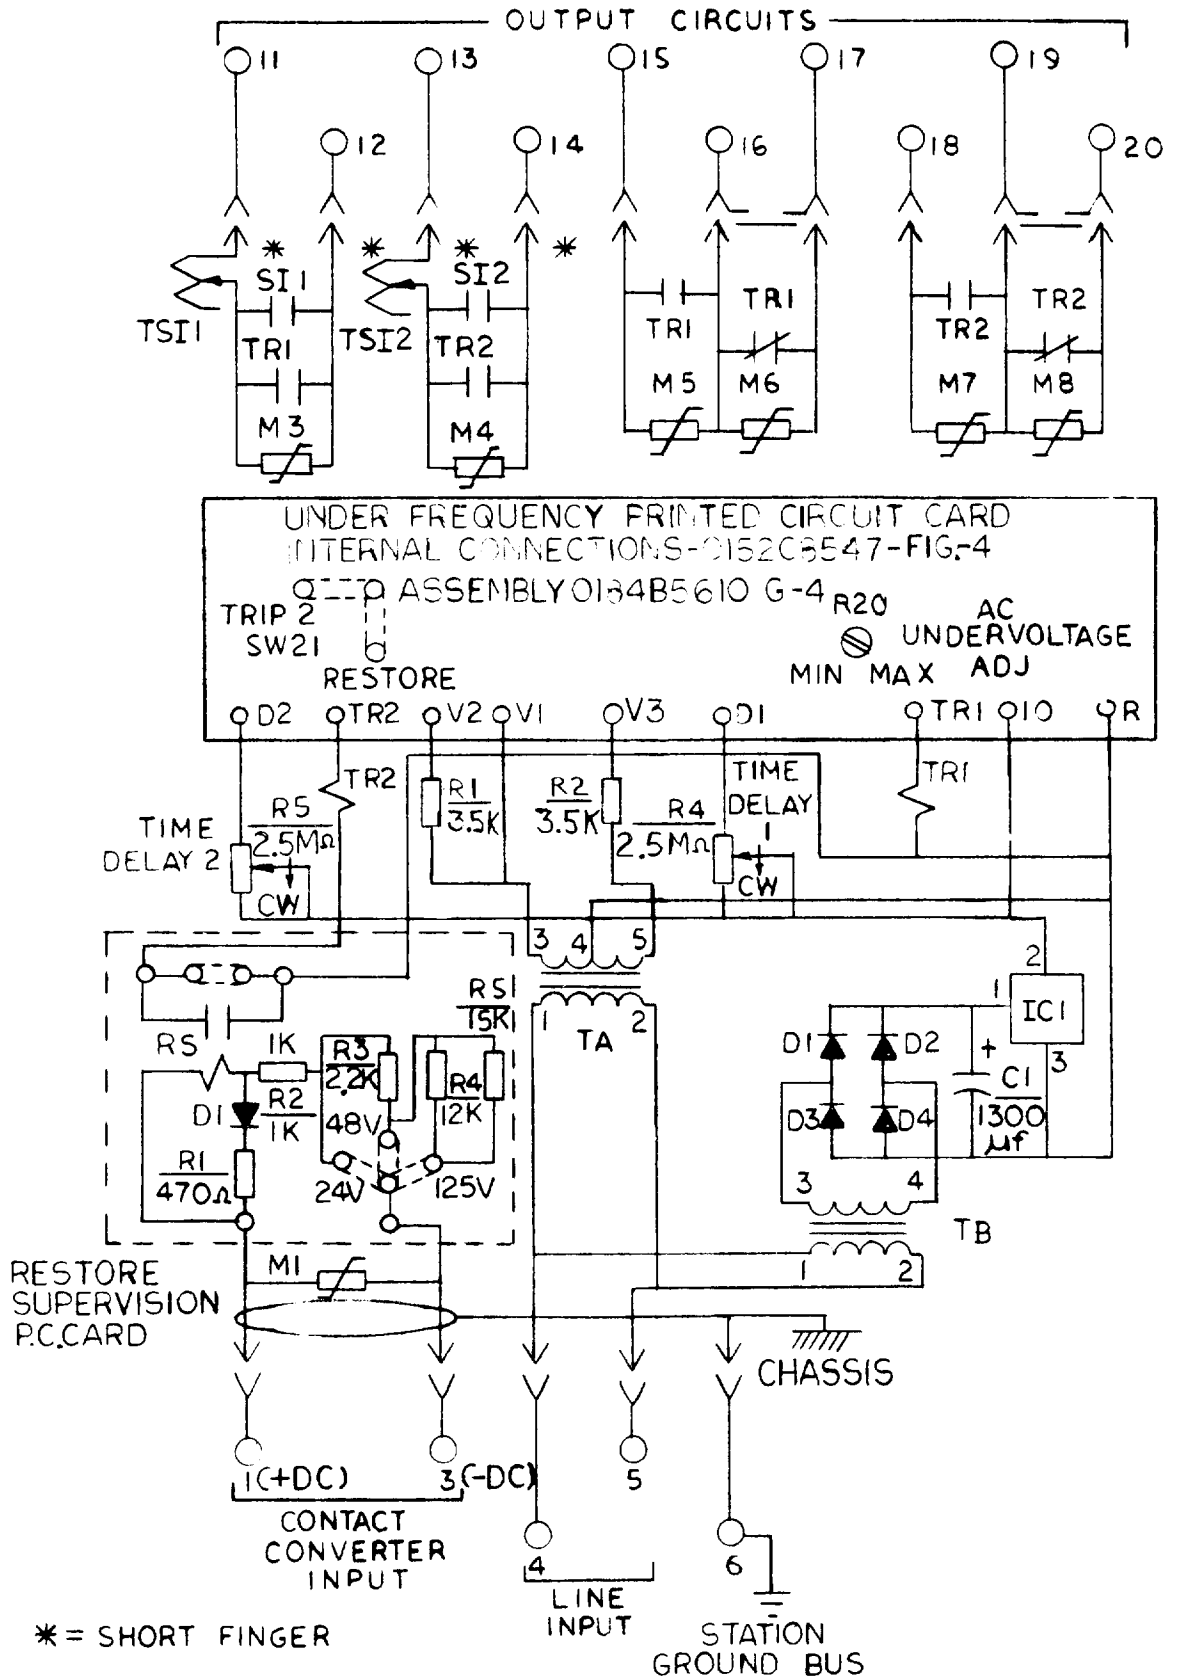 OUTPUT CIRCUITS
11 13 15 17 19
12 14 16 18 20
* * * *
SI1 SI2
TSI1 TSI2
TR1 TR2 TR1 TR1 TR2 TR2
M3 M4 M5 M6 M7 M8
UNDER FREQUENCY PRINTED CIRCUIT CARD
INTERNAL CONNECTIONS-0152C8547-FIG-4
ASSEMBLY 0184B5610 G-4
TRIP 2
SW21
RESTORE
R20
MIN MAX
AC
UNDERVOLTAGE
ADJ
D2 TR2 V2 V1 V3 D1 TR1 10 R
TR2
R1
3.5K
R2
3.5K
TIME
DELAY
1
TR1
TIME
DELAY 2
R5
2.5MΩ
CW
R4
2.5MΩ
CW
3 4 5
1 2
TA
2
1
IC1
3
RS
1K
R3
2.2K
R5
15K
R4
12K
D1
R2
1K
R1
470Ω
48V
24V
125V
D1 D2
D3 D4
+
C1
1300
μf
3 4
1 2
TB
M1
RESTORE
SUPERVISION
P.C.CARD
CHASSIS
1(+DC) 3(-DC) 5
CONTACT
CONVERTER
INPUT
4
LINE
INPUT
6
STATION
GROUND BUS
*= SHORT FINGER